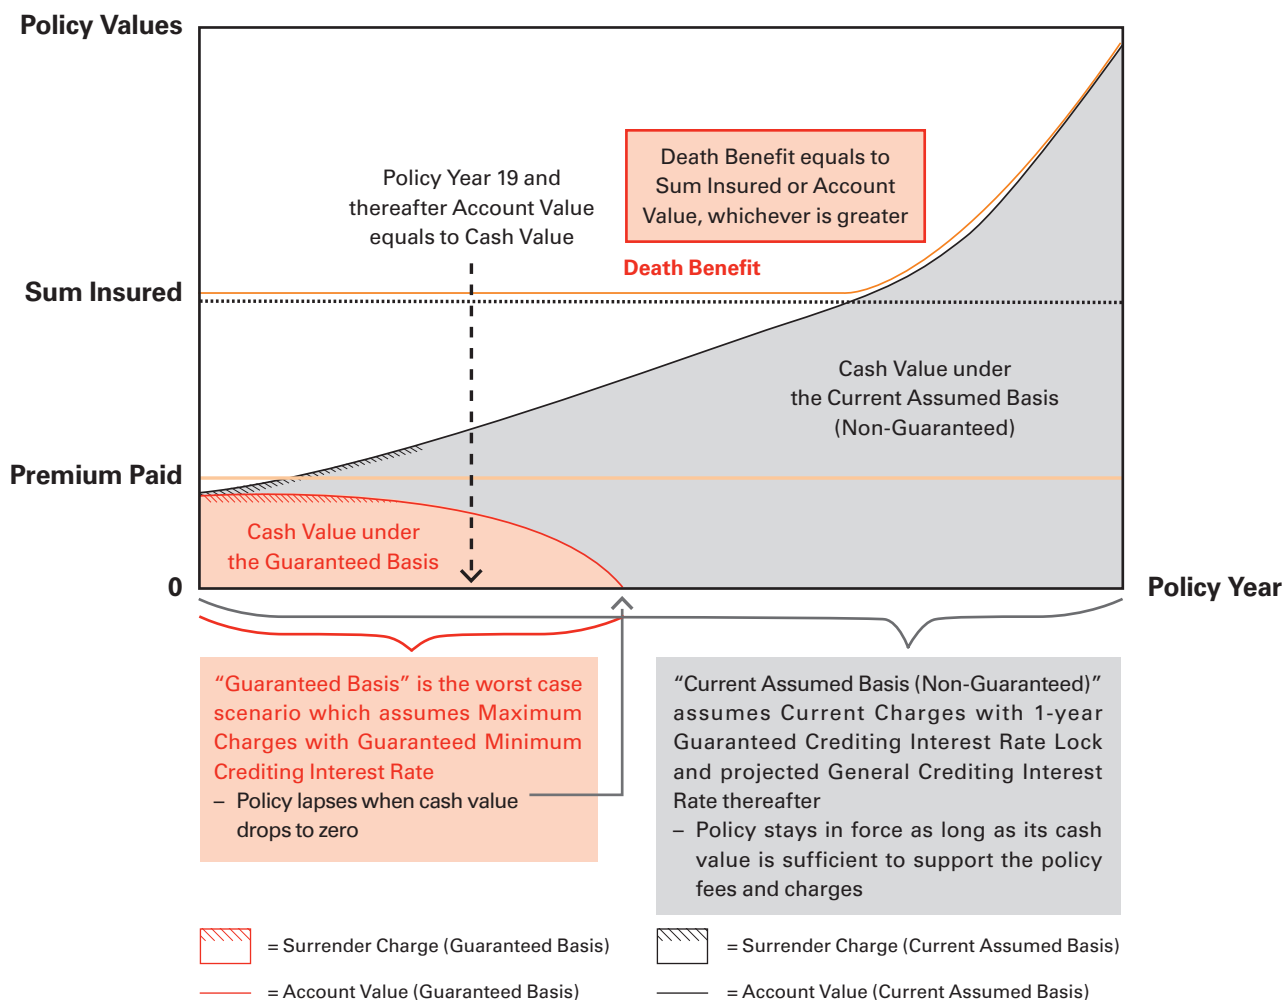 Policy Values
Death Benefit equals to
Sum Insured or Account
Value, whichever is greater
Policy Year 19 and
thereafter Account Value
equals to Cash Value
Death Benefit
Sum Insured
Cash Value under
the Current Assumed Basis
(Non-Guaranteed)
Premium Paid
Cash Value under
the Guaranteed Basis
0
Policy Year
“Guaranteed Basis” is the worst case
scenario which assumes Maximum
Charges with Guaranteed Minimum
Crediting Interest Rate
– Policy lapses when cash value
drops to zero
“Current Assumed Basis (Non-Guaranteed)”
assumes Current Charges with 1-year
Guaranteed Crediting Interest Rate Lock
and projected General Crediting Interest
Rate thereafter
– Policy stays in force as long as its cash
value is sufficient to support the policy
fees and charges
= Surrender Charge (Guaranteed Basis)
= Surrender Charge (Current Assumed Basis)
= Account Value (Guaranteed Basis)
= Account Value (Current Assumed Basis)